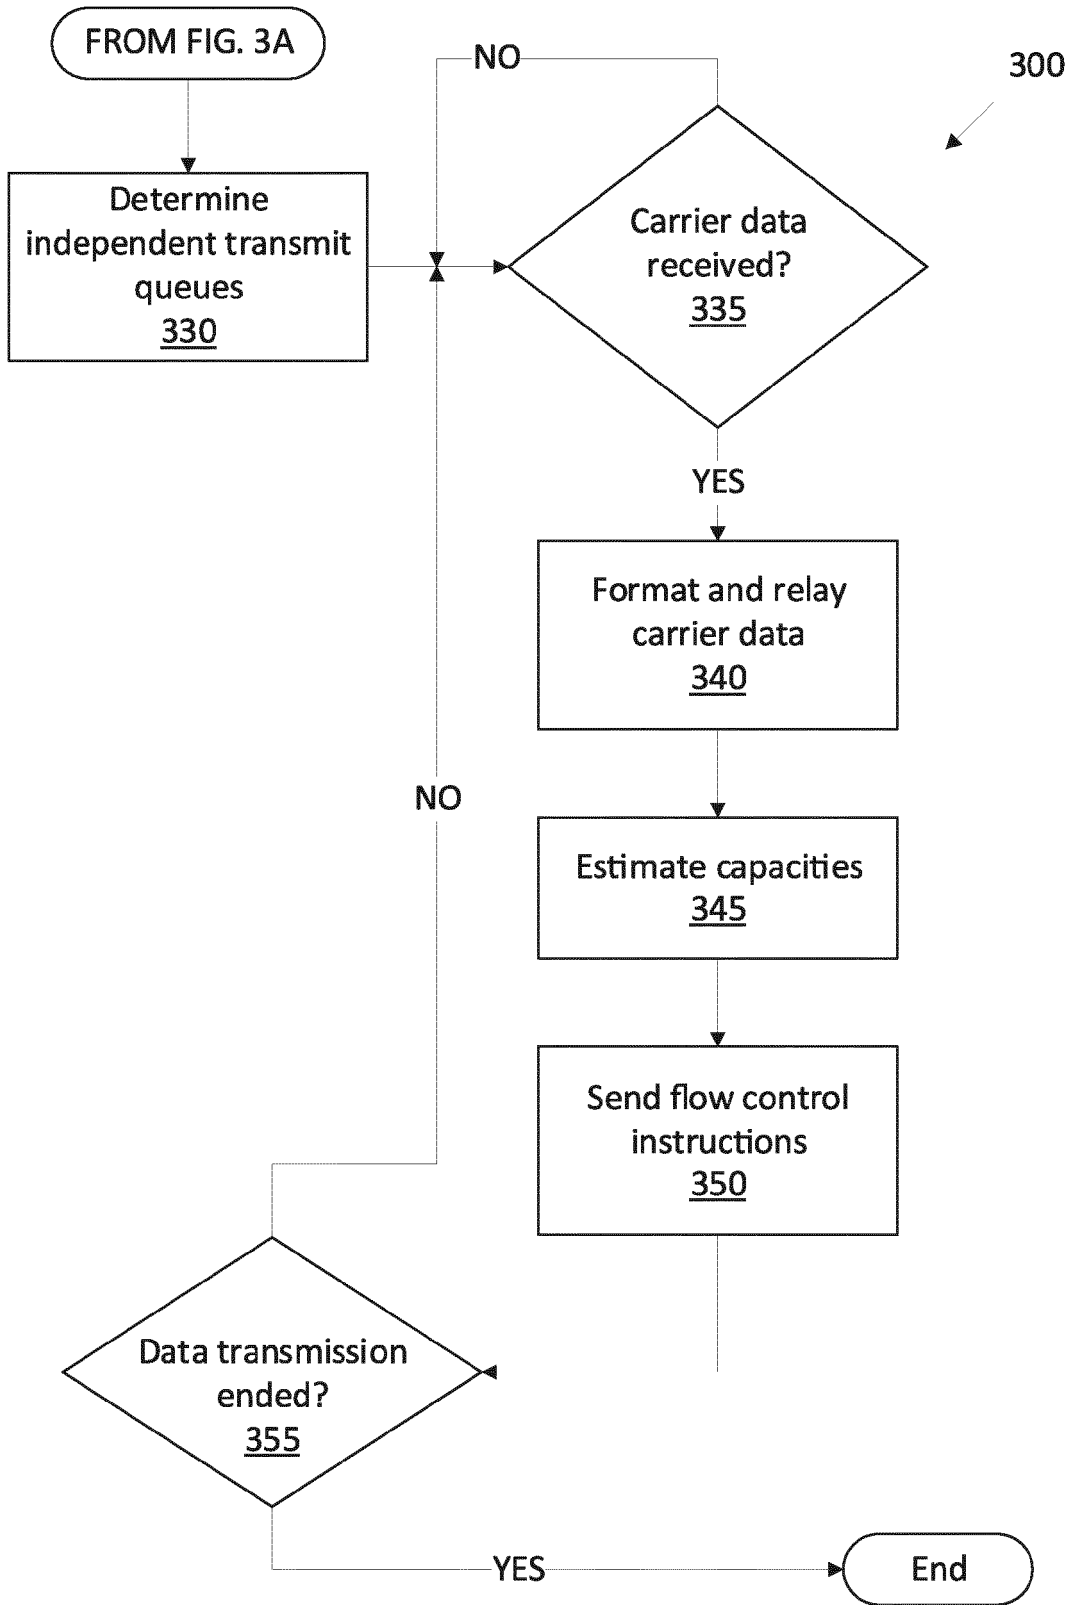 FROM FIG. 3A
NO
300
Determine
independent transmit
queues
330
Carrier data
received?
335
YES
Format and relay
carrier data
340
NO
Estimate capacities
345
Send flow control
instructions
350
Data transmission
ended?
355
YES
End